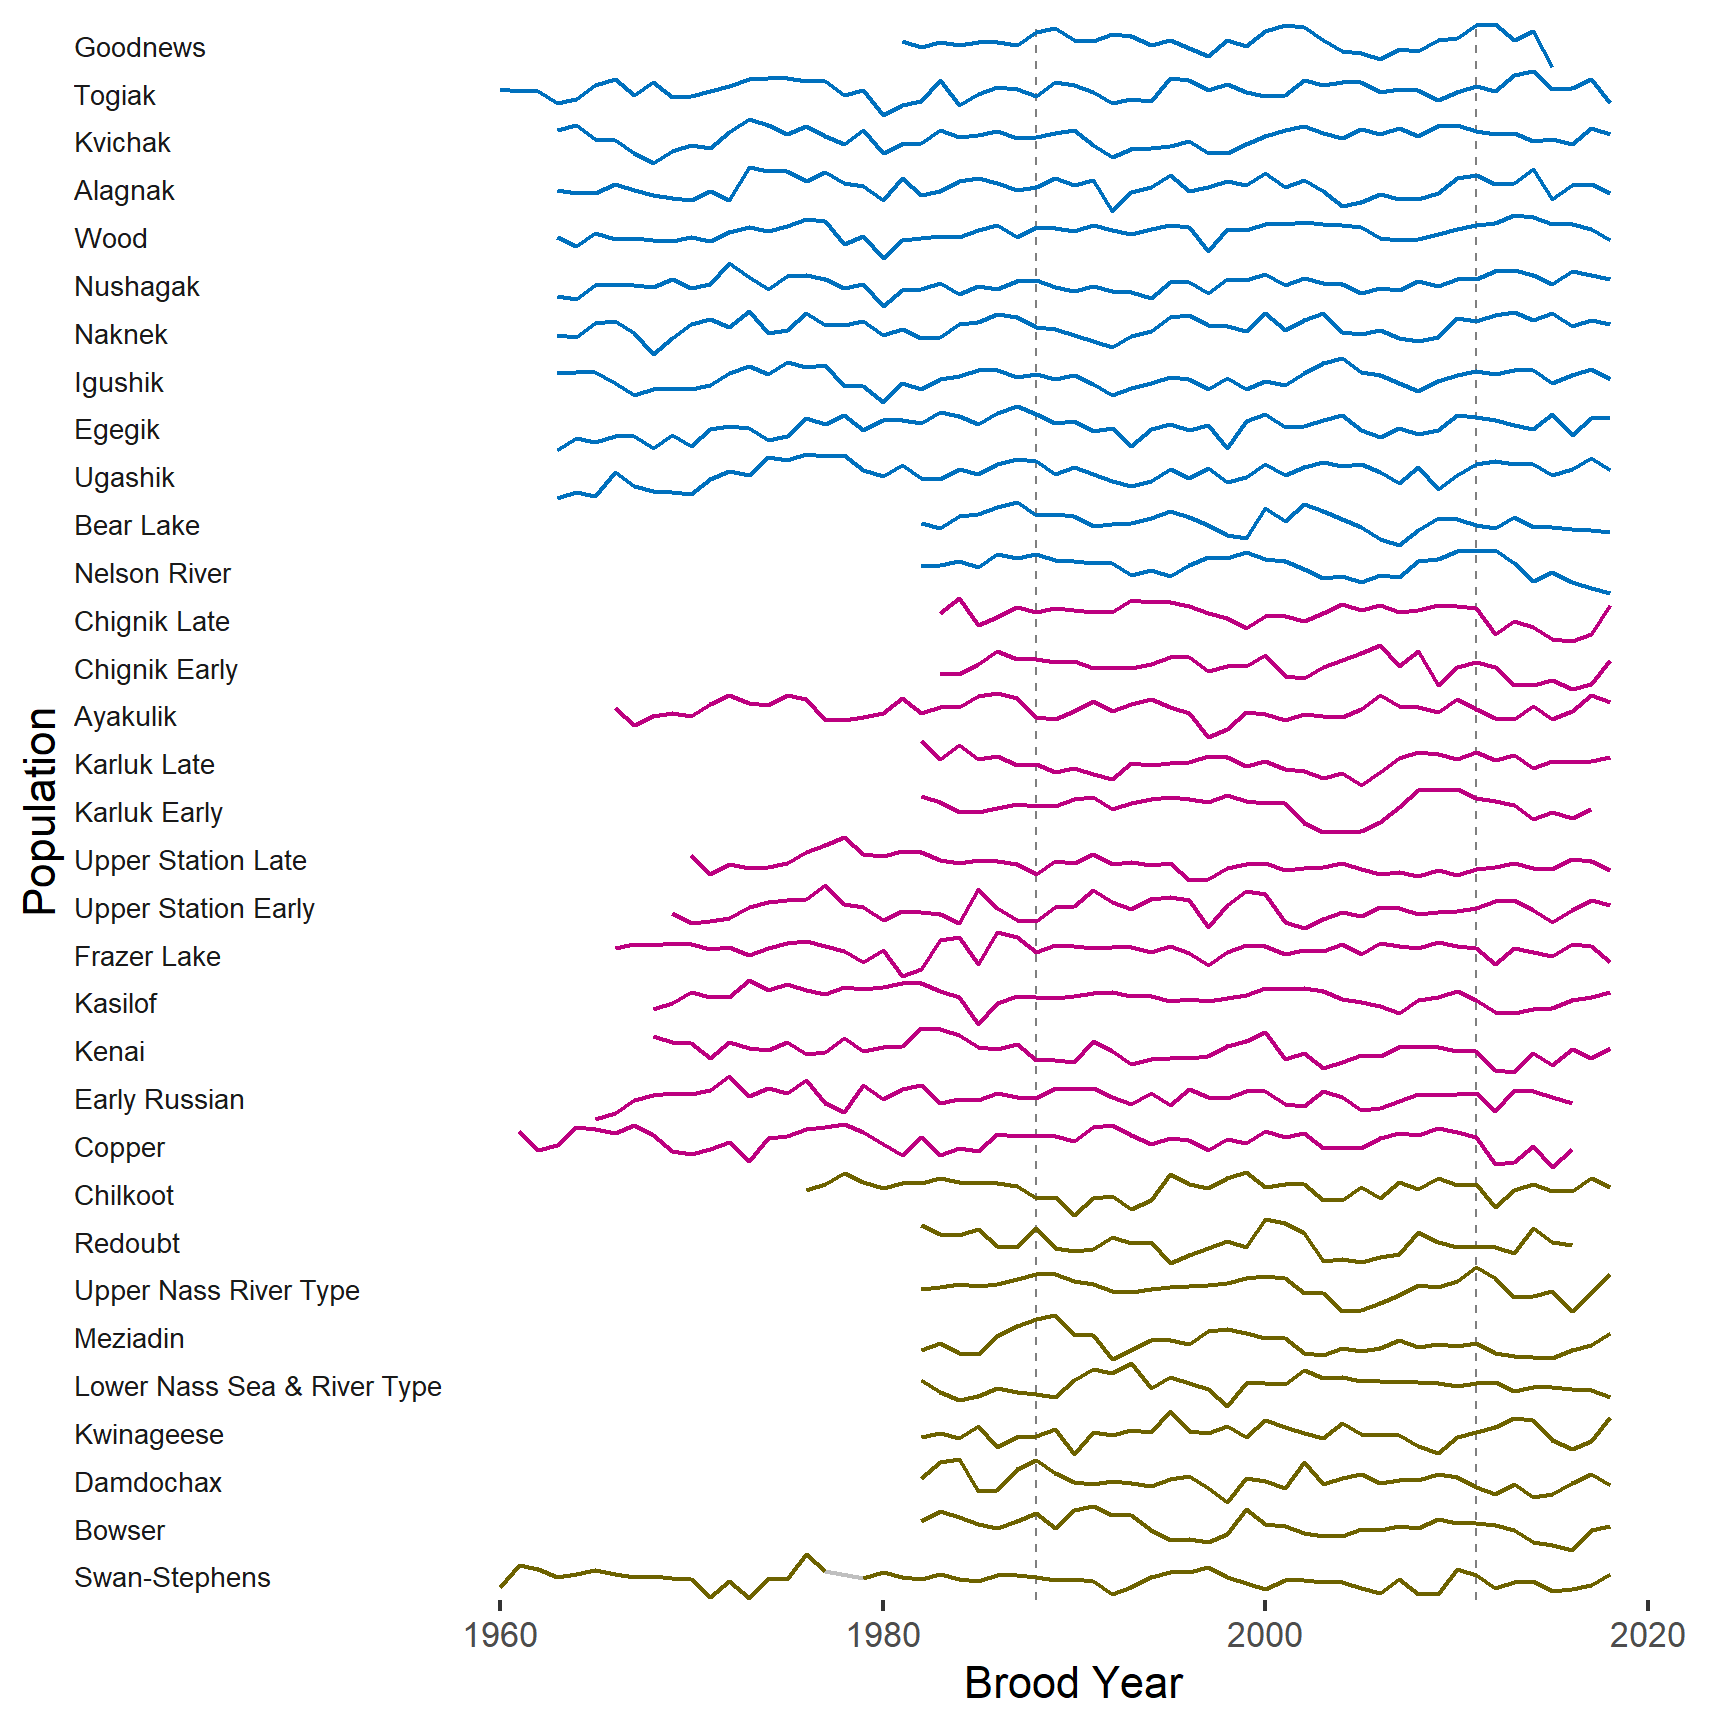 Population
Goodnews
Togiak
Kvichak
Alagnak
Wood
Nushagak
Naknek
Igushik
Egegik
Ugashik
Bear Lake
Nelson River
Chignik Late
Chignik Early
Ayakulik
Karluk Late
Karluk Early
Upper Station Late
Upper Station Early
Frazer Lake
Kasilof
Kenai
Early Russian
Copper
Chilkoot
Redoubt
Upper Nass River Type
Meziadin
Lower Nass Sea & River Type
Kwinageese
Damdochax
Bowser
Swan-Stephens
1960 1980 2000 2020
Brood Year